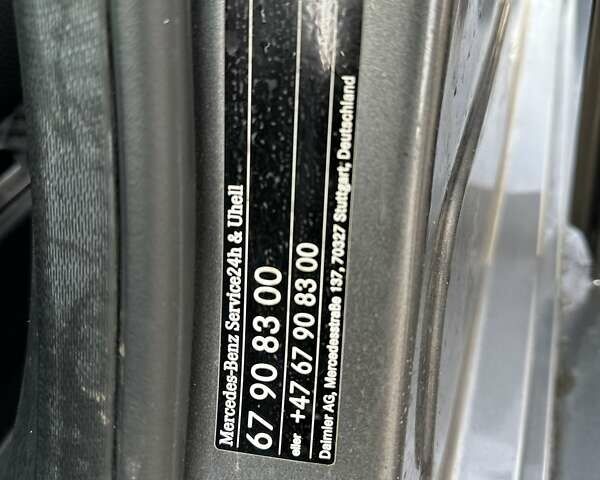 Mercedes-Benz Service24h & Uhell
67 90 83 00
eller +47 67 90 83 00
Daimler AG, Mercedesstraße 137, 70327 Stuttgart, Deutschland